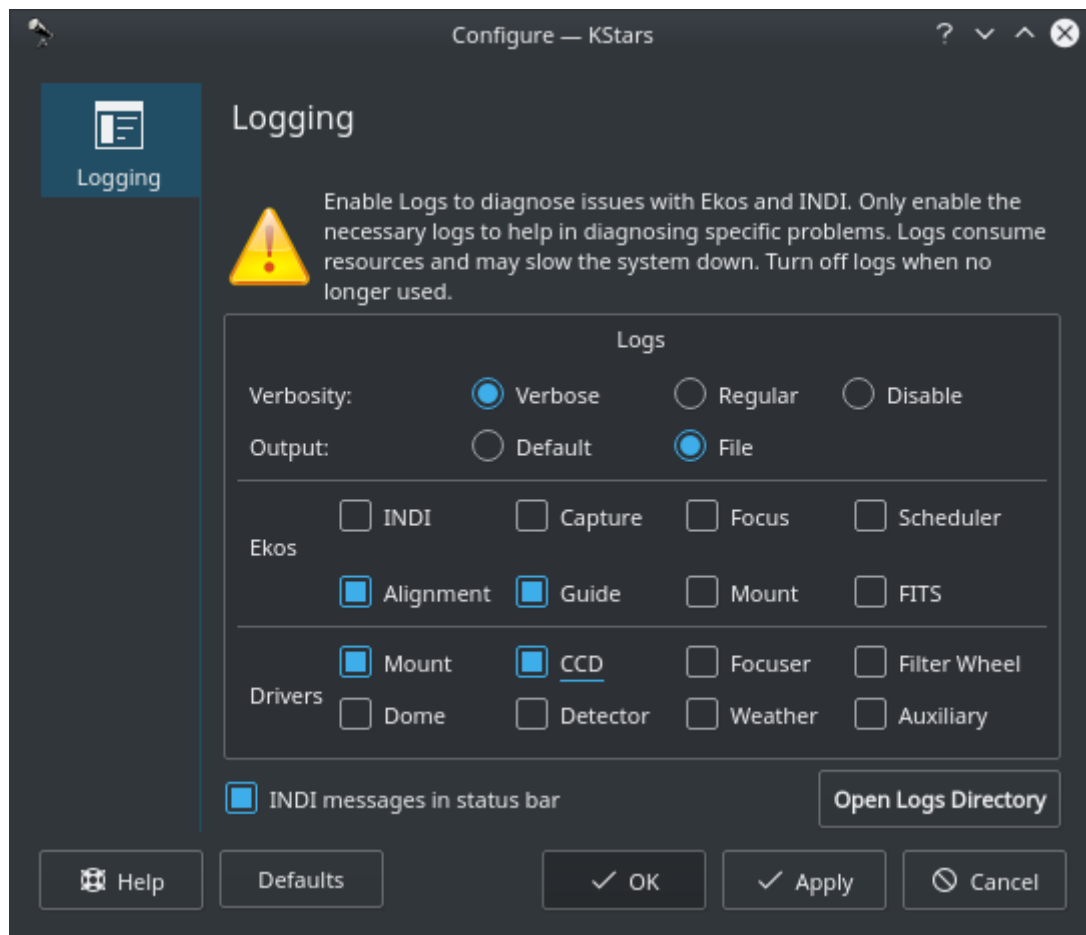 Configure — KStars
?
Logging
Logging
Enable Logs to diagnose issues with Ekos and INDI. Only enable the
necessary logs to help in diagnosing specific problems. Logs consume
resources and may slow the system down. Turn off logs when no
longer used.
Logs
Verbosity: Verbose Regular Disable
Output: Default File
Ekos
INDI Capture Focus Scheduler
Alignment Guide Mount FITS
Drivers
Mount CCD Focuser Filter Wheel
Dome Detector Weather Auxiliary
INDI messages in status bar Open Logs Directory
Help Defaults OK Apply Cancel